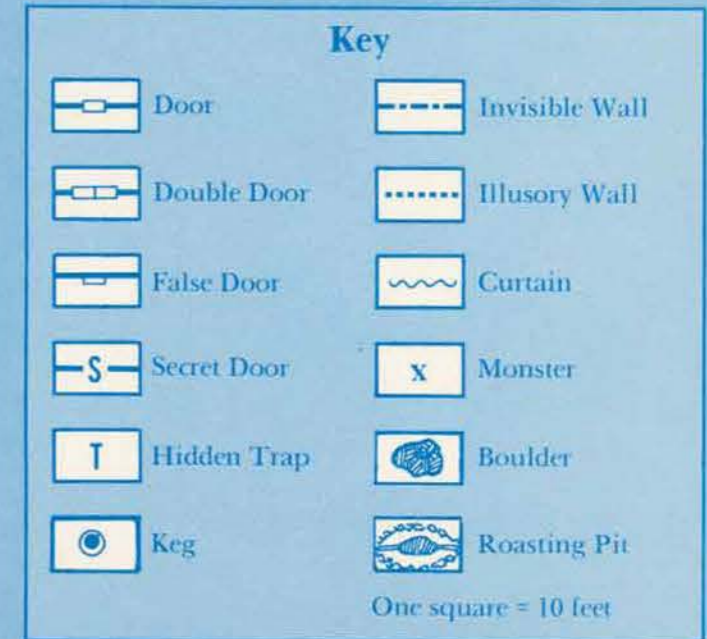 Key
Door
Invisible Wall
Double Door
Illusory Wall
False Door
Curtain
S
Secret Door
x
Monster
T
Hidden Trap
Boulder
Keg
Roasting Pit
One square = 10 feet